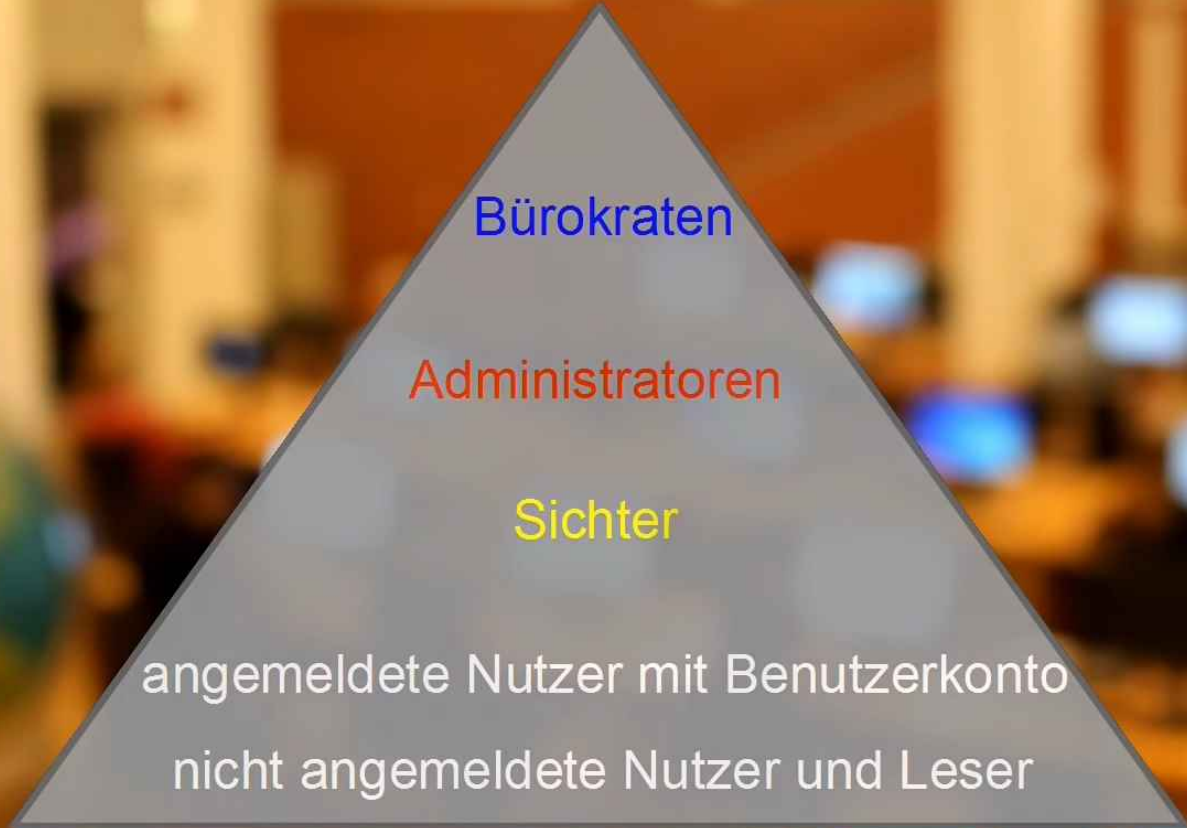 Bürokraten
Administratoren
Sichter
angemeldete Nutzer mit Benutzerkonto
nicht angemeldete Nutzer und Leser